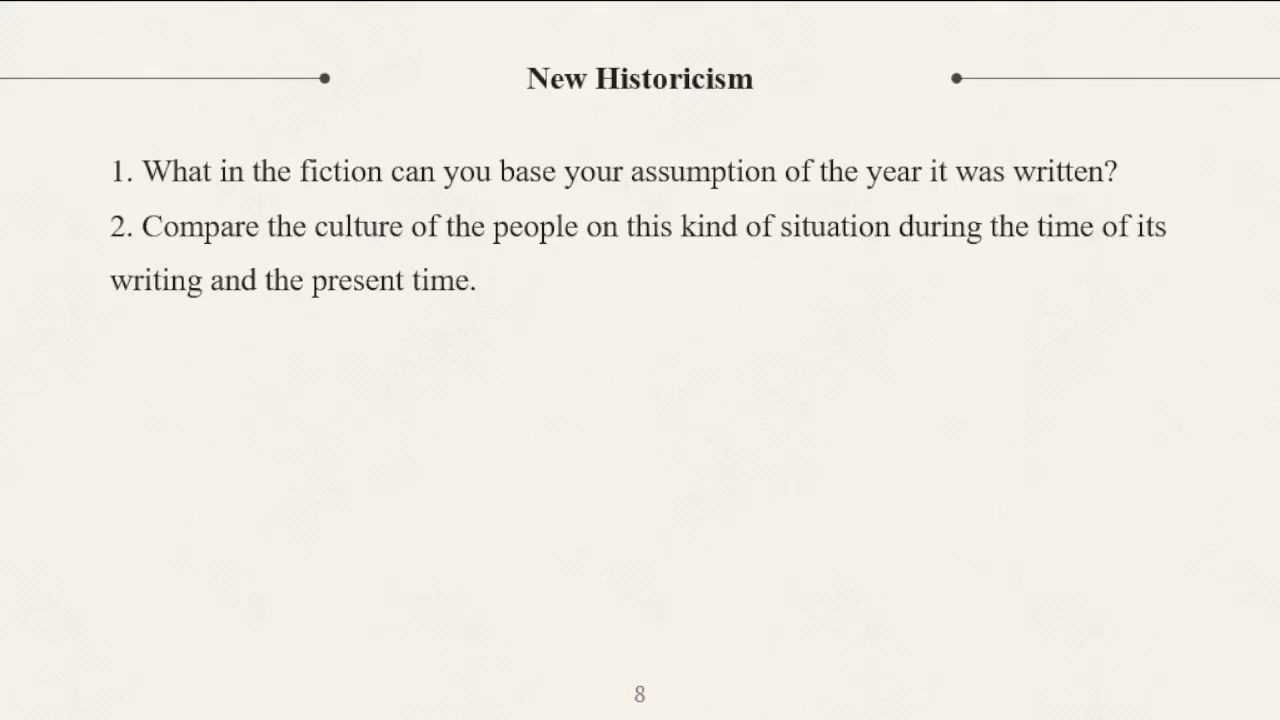 New Historicism
1. What in the fiction can you base your assumption of the year it was written?
2. Compare the culture of the people on this kind of situation during the time of its
writing and the present time.
8